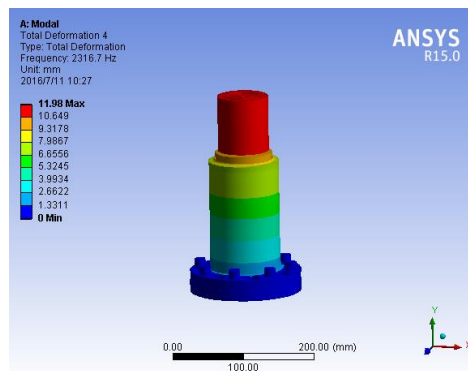 A: Modal
Total Deformation 4
Type: Total Deformation
Frequency: 2316.7 Hz
Unit: mm
2016/7/11 10:27
11.98 Max
10.649
9.3178
7.9867
6.6556
5.3245
3.9934
2.6622
1.3311
0 Min
ANSYS
R15.0
0.00
200.00 (mm)
100.00
Y
X